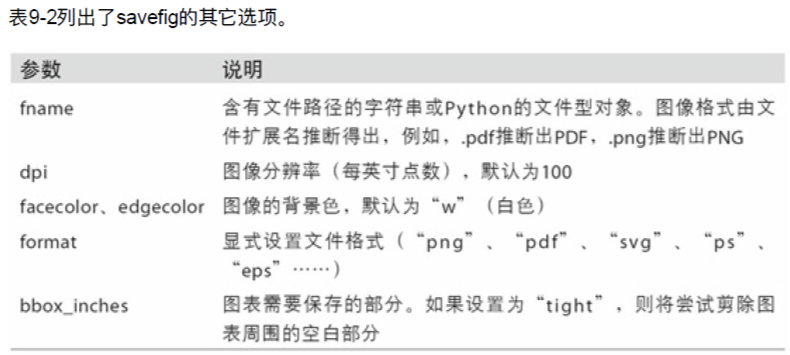 表9-2列出了savefig的其它选项。
参数 说明
fname 含有文件路径的字符串或Python的文件型对象。图像格式由文
件扩展名推断得出，例如，.pdf推断出PDF，.png推断出PNG
dpi 图像分辨率（每英寸点数），默认为100
facecolor、edgecolor 图像的背景色，默认为“w”（白色）
format 显式设置文件格式（“png”、“pdf”、“svg”、“ps”、
“eps”……）
bbox_inches 图表需要保存的部分。如果设置为“tight”，则将尝试剪除图
表周围的空白部分